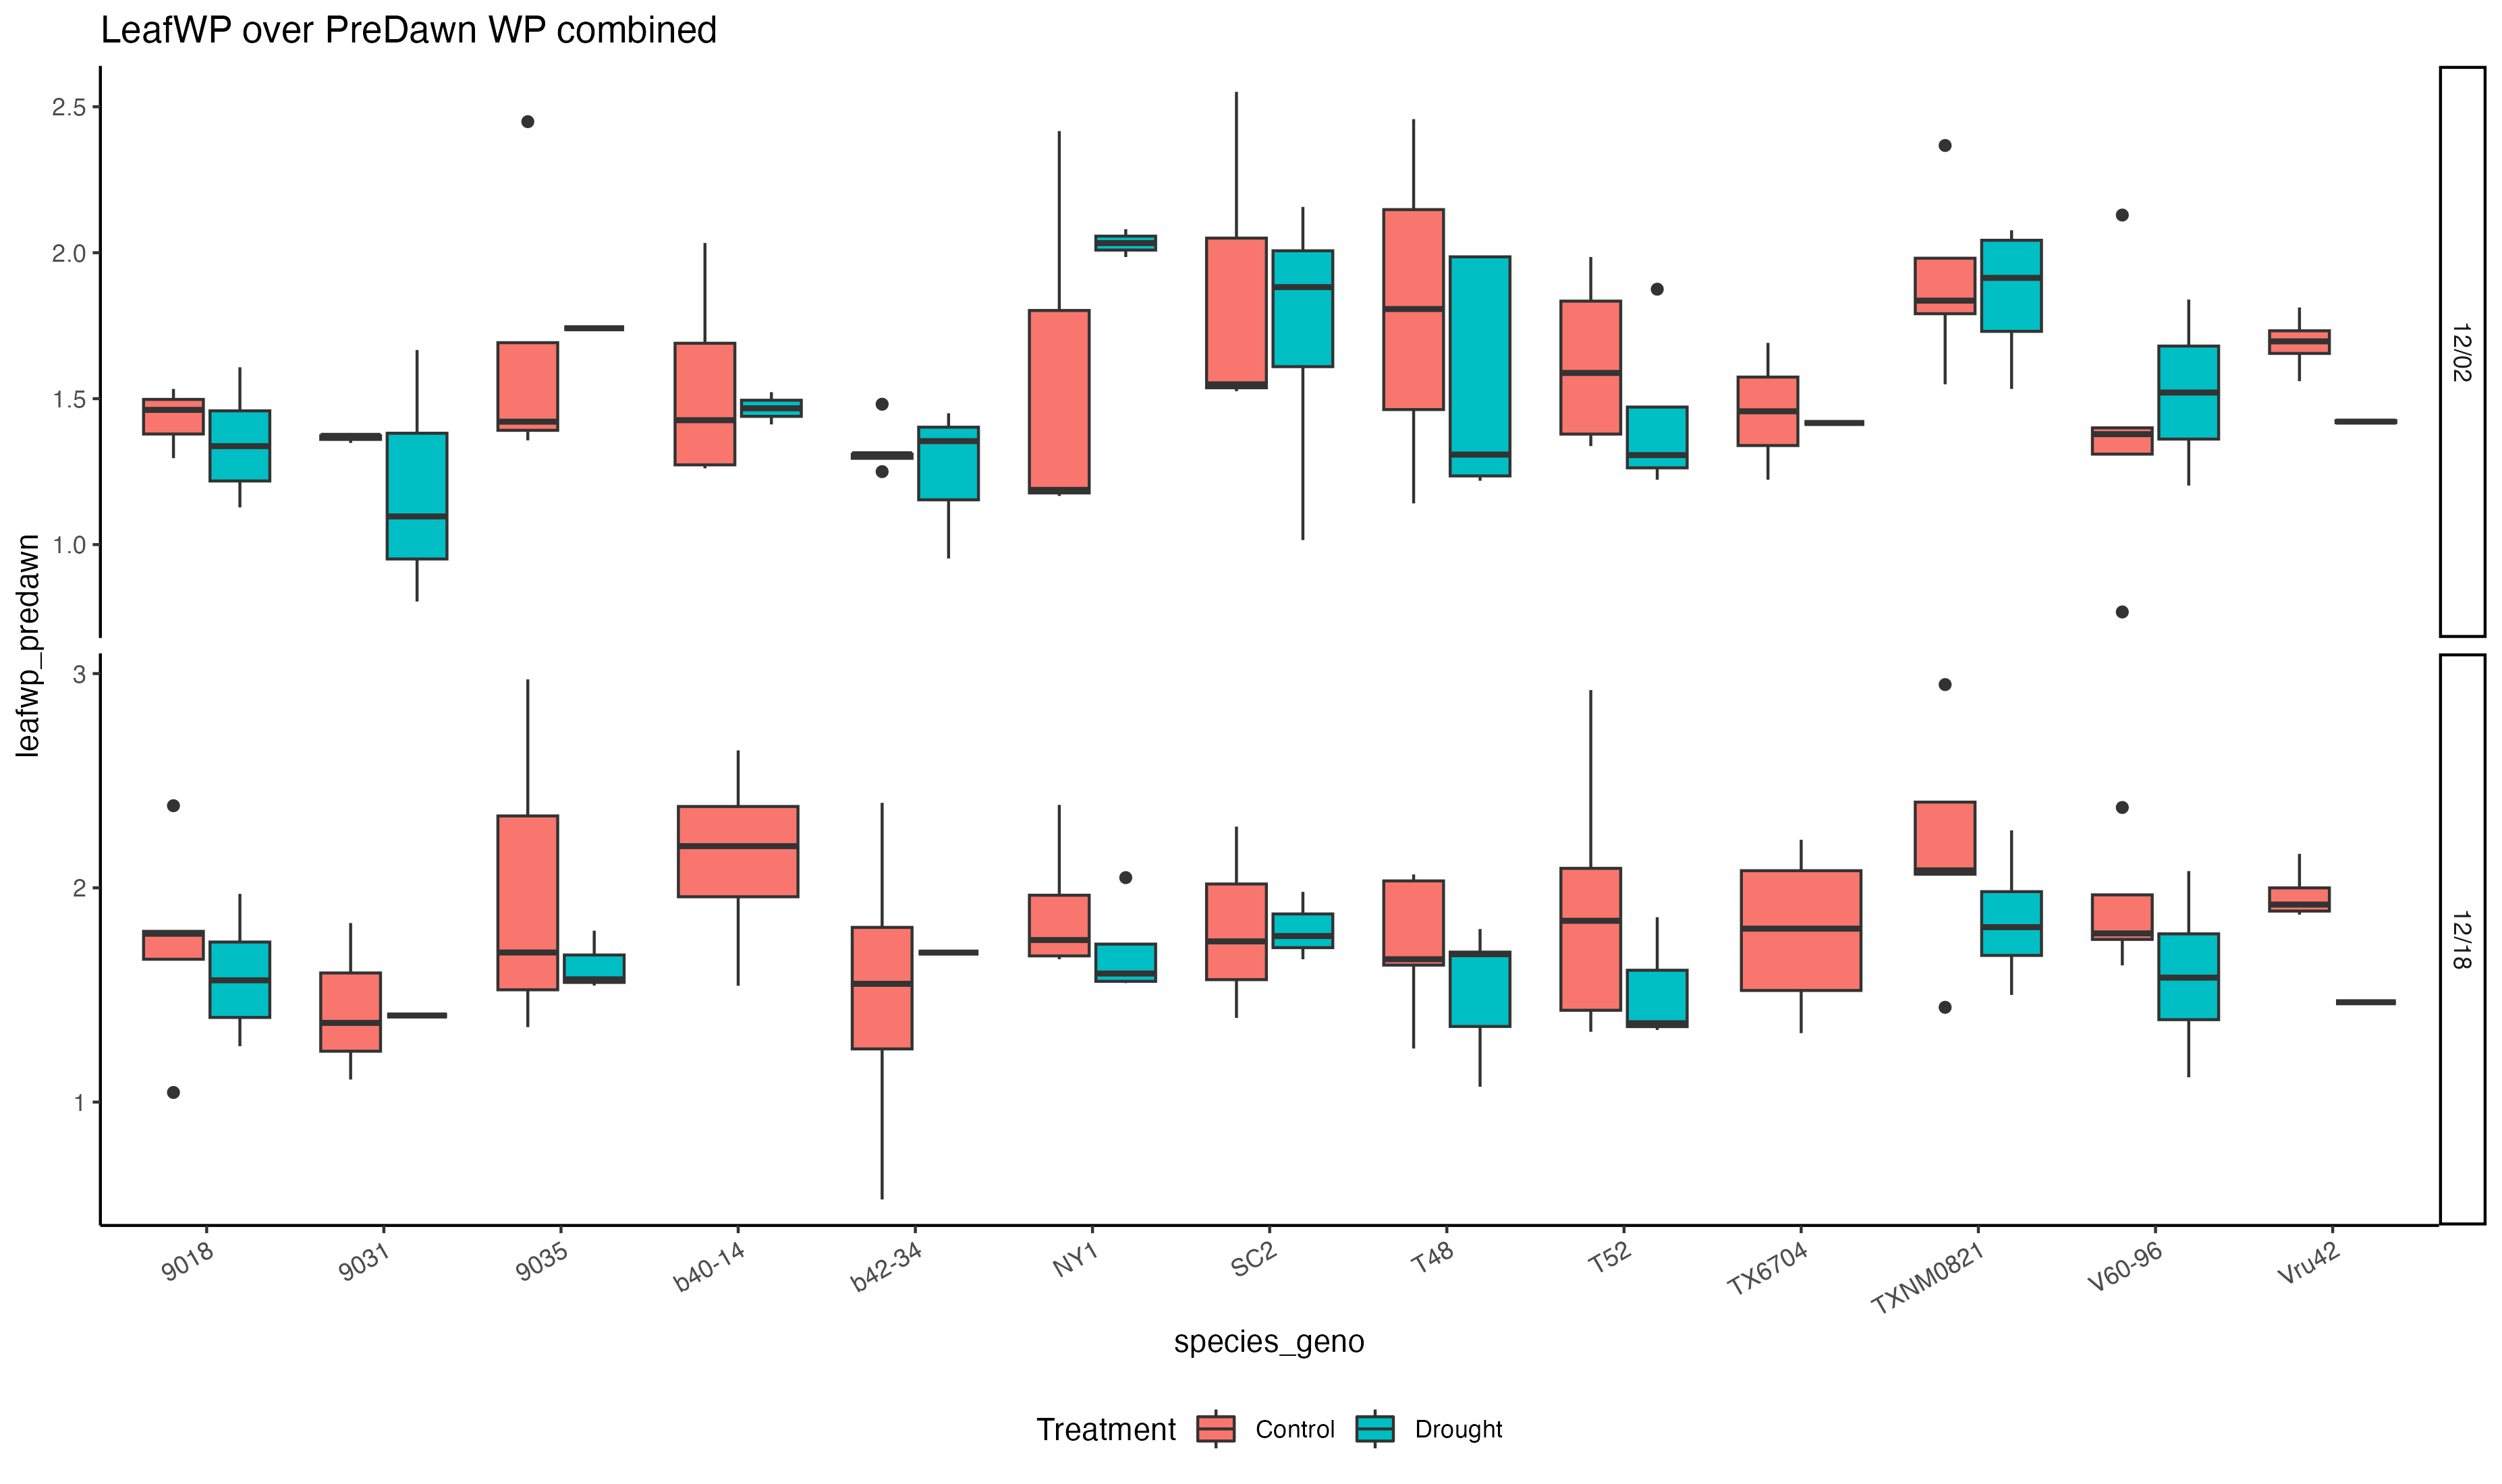 LeafWP over PreDawn WP combined
leafwp_predawn
2.5
2.0
1.5
1.0
12/02
3
2
1
12/18
9018
9031
9035
b40-14
b42-34
NY1
SC2
T48
T52
TX6704
TXNM0821
V60-96
Vru42
species_geno
Treatment Control Drought